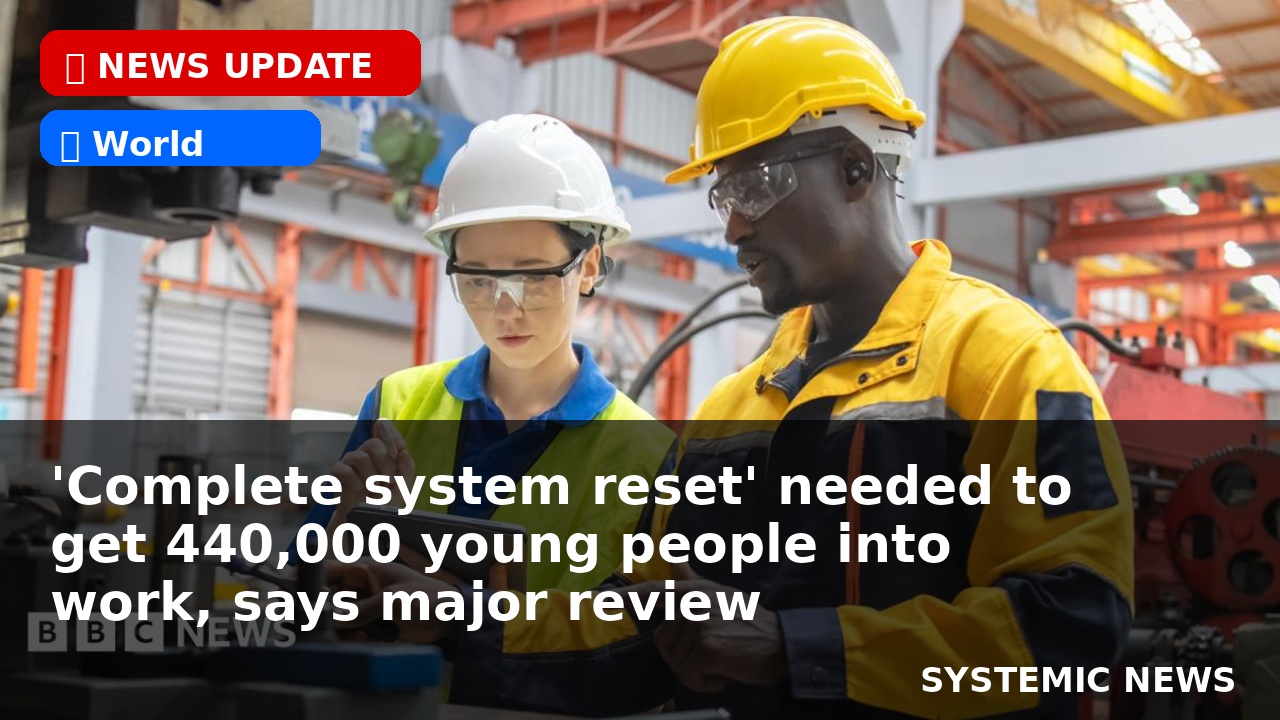 NEWS UPDATE
World
'Complete system reset' needed to
get 440,000 young people into
work, says major review
BBC NEWS
SYSTEMIC NEWS